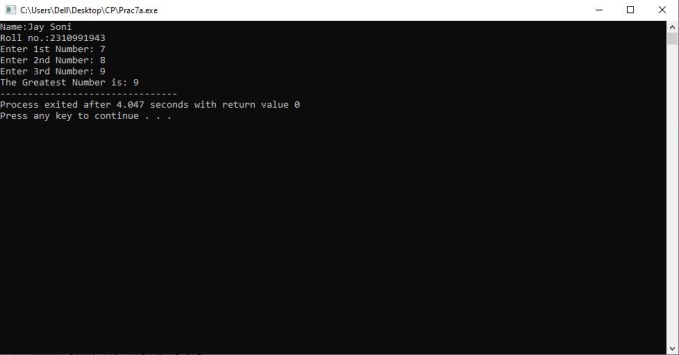 C:\Users\Dell\Desktop\CP\Prac7a.exe
Name:Jay Soni
Roll no.:2310991943
Enter 1st Number: 7
Enter 2nd Number: 8
Enter 3rd Number: 9
The Greatest Number is: 9
--------------------------------
Process exited after 4.047 seconds with return value 0
Press any key to continue . . .